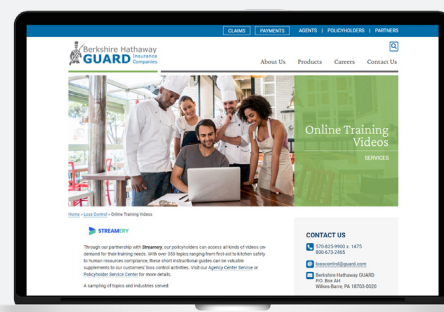 CLAIMS PAYMENTS AGENTS | POLICYHOLDERS | PARTNERS
Berkshire Hathaway
GUARD Insurance Companies
About Us Products Careers Contact Us
Online Training
Videos
SERVICES
Home » Loss Control » Online Training Videos
STREAMERY
Through our partnership with Streamery, our policyholders can access all kinds of videos on-
demand for their training needs. With over 350 topics ranging from first-aid to kitchen safety
to human resources compliance, these short instructional guides can be valuable
supplements to our customers' loss control activities. Visit our Agency Center Service or
Policyholder Service Center for more details.
A sampling of topics and industries served:
CONTACT US
570-825-9900 x. 1475
800-673-2465
losscontrol@guard.com
Berkshire Hathaway GUARD
P.O. Box AH
Wilkes-Barre, PA 18703-0020